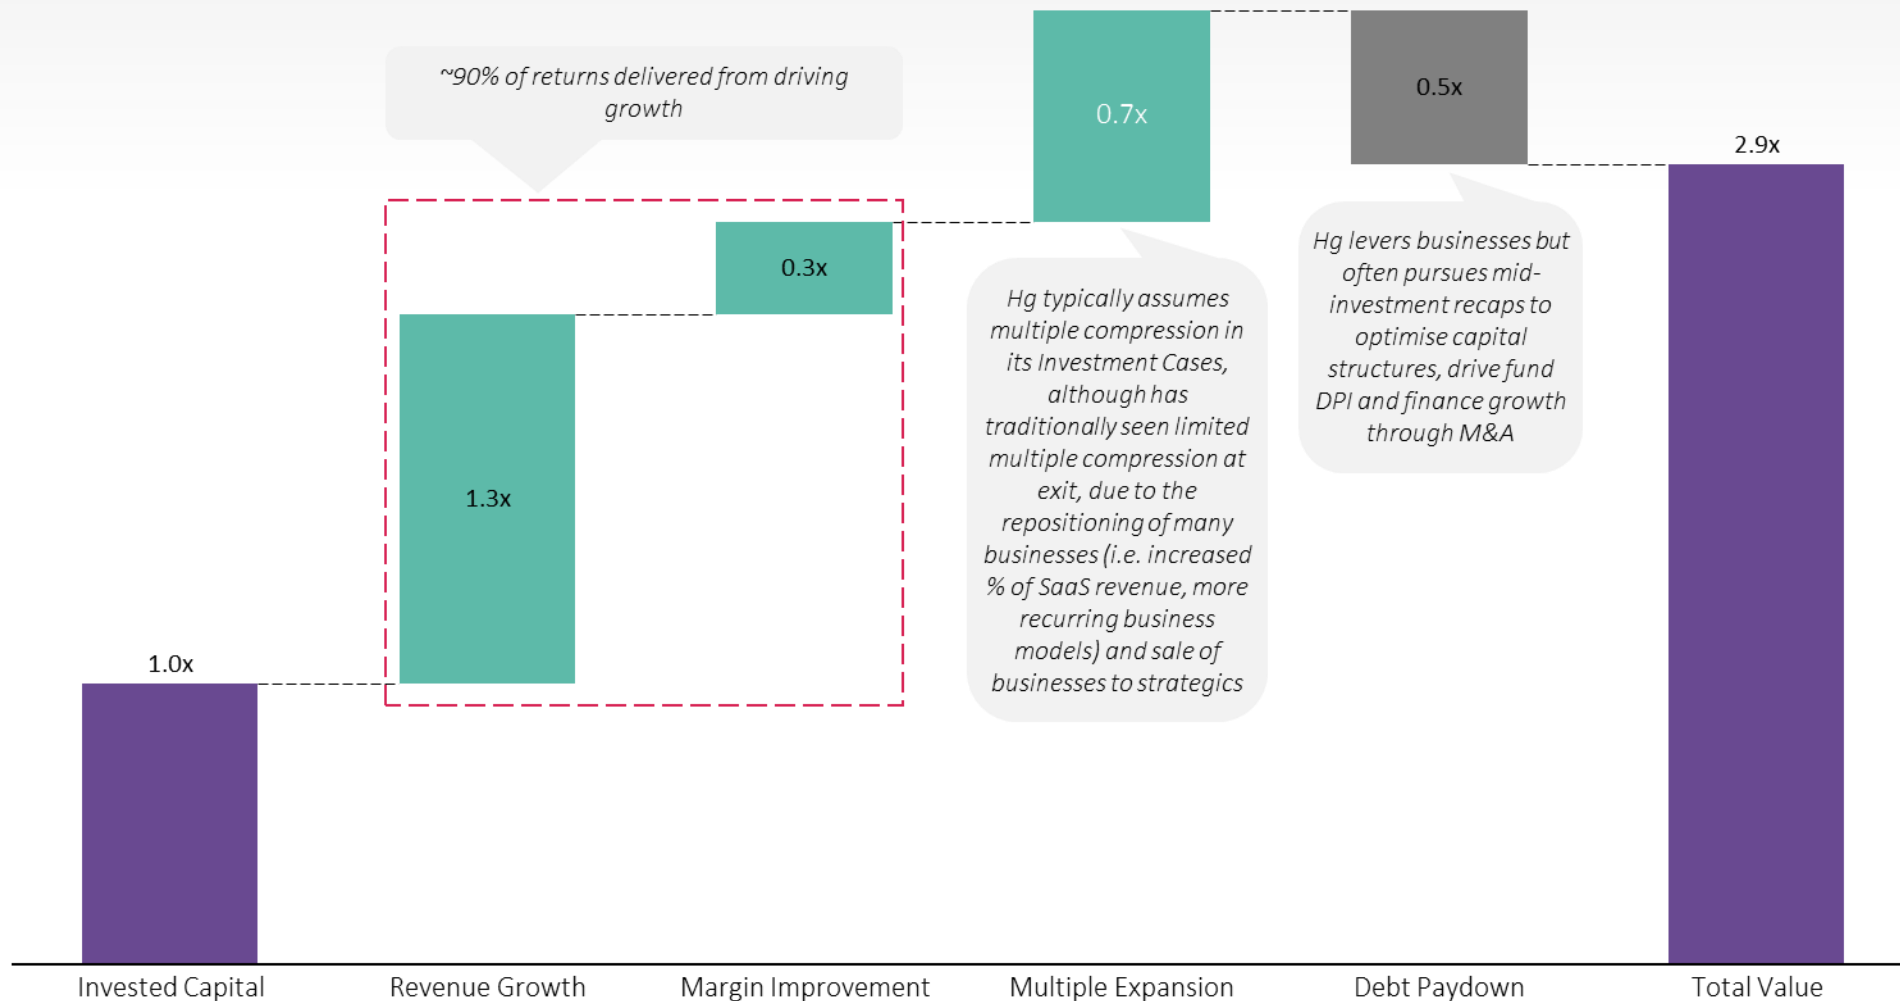 ~90% of returns delivered from driving
growth
0.7x
0.5x
2.9x
0.3x
Hg typically assumes
multiple compression in
its Investment Cases,
although has
traditionally seen limited
multiple compression at
exit, due to the
repositioning of many
businesses (i.e. increased
% of SaaS revenue, more
recurring business
models) and sale of
businesses to strategics
Hg levers businesses but
often pursues mid-
investment recaps to
optimise capital
structures, drive fund
DPI and finance growth
through M&A
1.3x
1.0x
Invested Capital
Revenue Growth
Margin Improvement
Multiple Expansion
Debt Paydown
Total Value